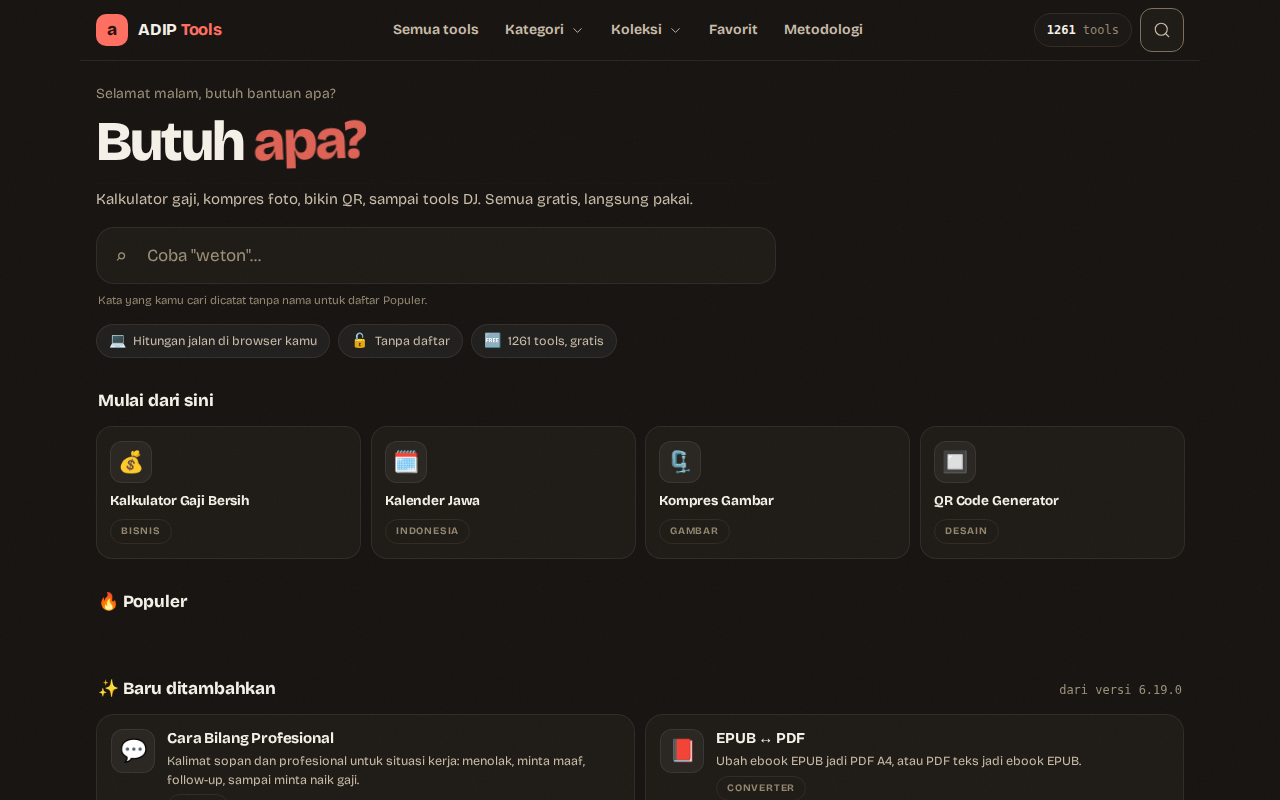 a ADIP Tools
Semua tools Kategori Koleksi Favorit Metodologi
1261 tools
Selamat malam, butuh bantuan apa?
Butuh apa?
Kalkulator gaji, kompres foto, bikin QR, sampai tools DJ. Semua gratis, langsung pakai.
Coba "weton"...
Kata yang kamu cari dicatat tanpa nama untuk daftar Populer.
Hitungan jalan di browser kamu
Tanpa daftar
FREE 1261 tools, gratis
Mulai dari sini
Kalkulator Gaji Bersih
BISNIS
Kalender Jawa
INDONESIA
Kompres Gambar
GAMBAR
QR Code Generator
DESAIN
Populer
Baru ditambahkan
dari versi 6.19.0
Cara Bilang Profesional
Kalimat sopan dan profesional untuk situasi kerja: menolak, minta maaf,
follow-up, sampai minta naik gaji.
EPUB ↔ PDF
Ubah ebook EPUB jadi PDF A4, atau PDF teks jadi ebook EPUB.
CONVERTER